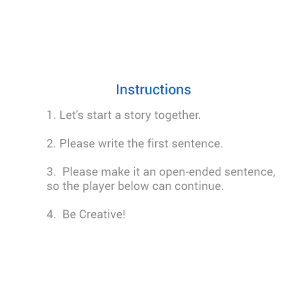 Instructions
1. Let's start a story together.
2. Please write the first sentence.
3. Please make it an open-ended sentence,
so the player below can continue.
4. Be Creative!